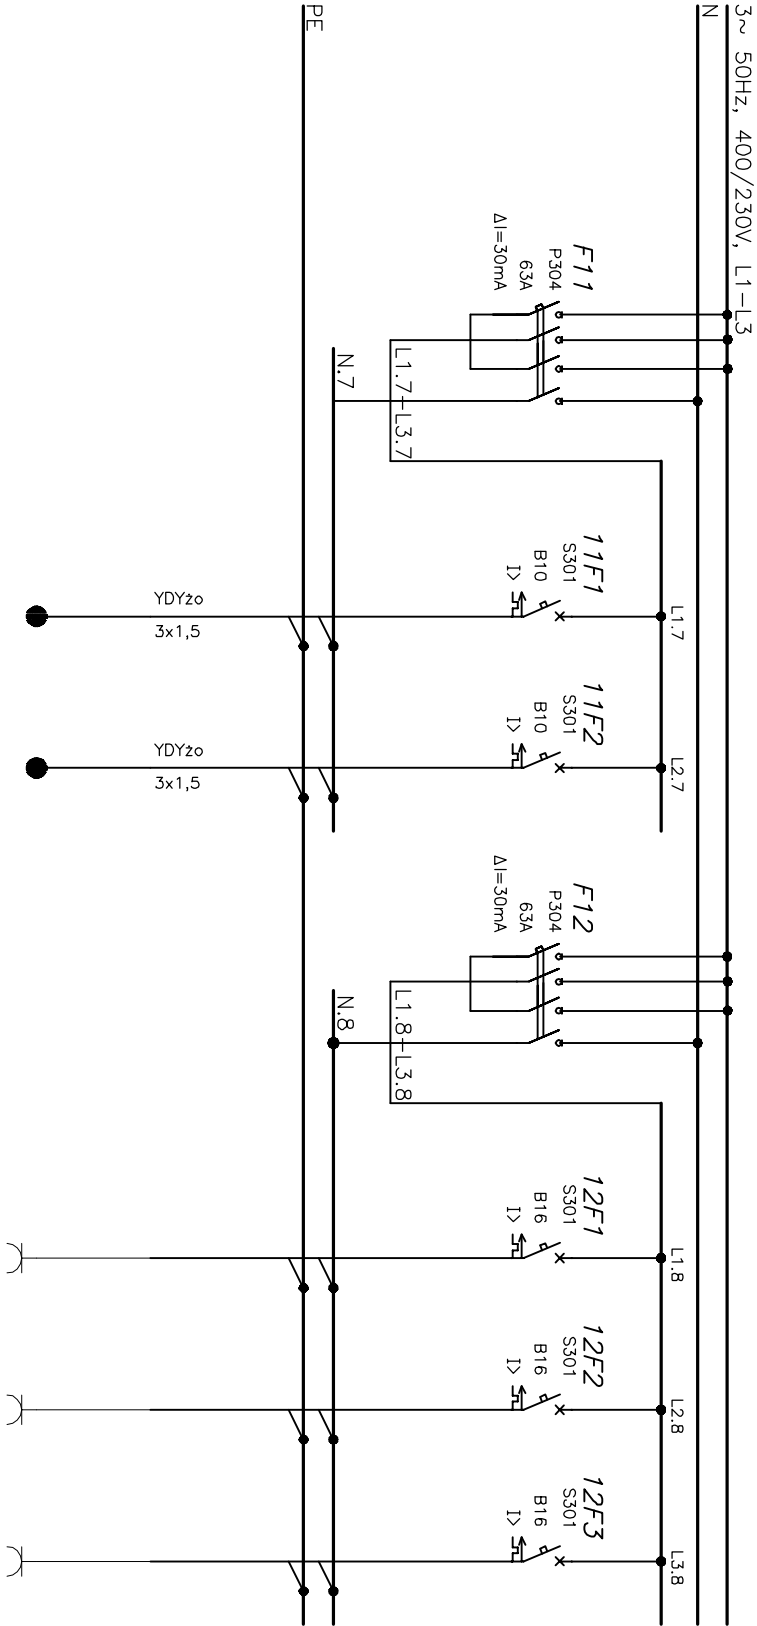 3~ 50Hz, 400/230V, L1-L3
N
F11
P304
63A
ΔI=30mA
L1.7-L3.7
N.7
PE
11F1
S301
B10
I>
L1.7
YDYżo
3x1,5
11F2
S301
B10
I>
L2.7
YDYżo
3x1,5
F12
P304
63A
ΔI=30mA
L1.8-L3.8
N.8
12F1
S301
B16
I>
L1.8
12F2
S301
B16
I>
L2.8
12F3
S301
B16
I>
L3.8